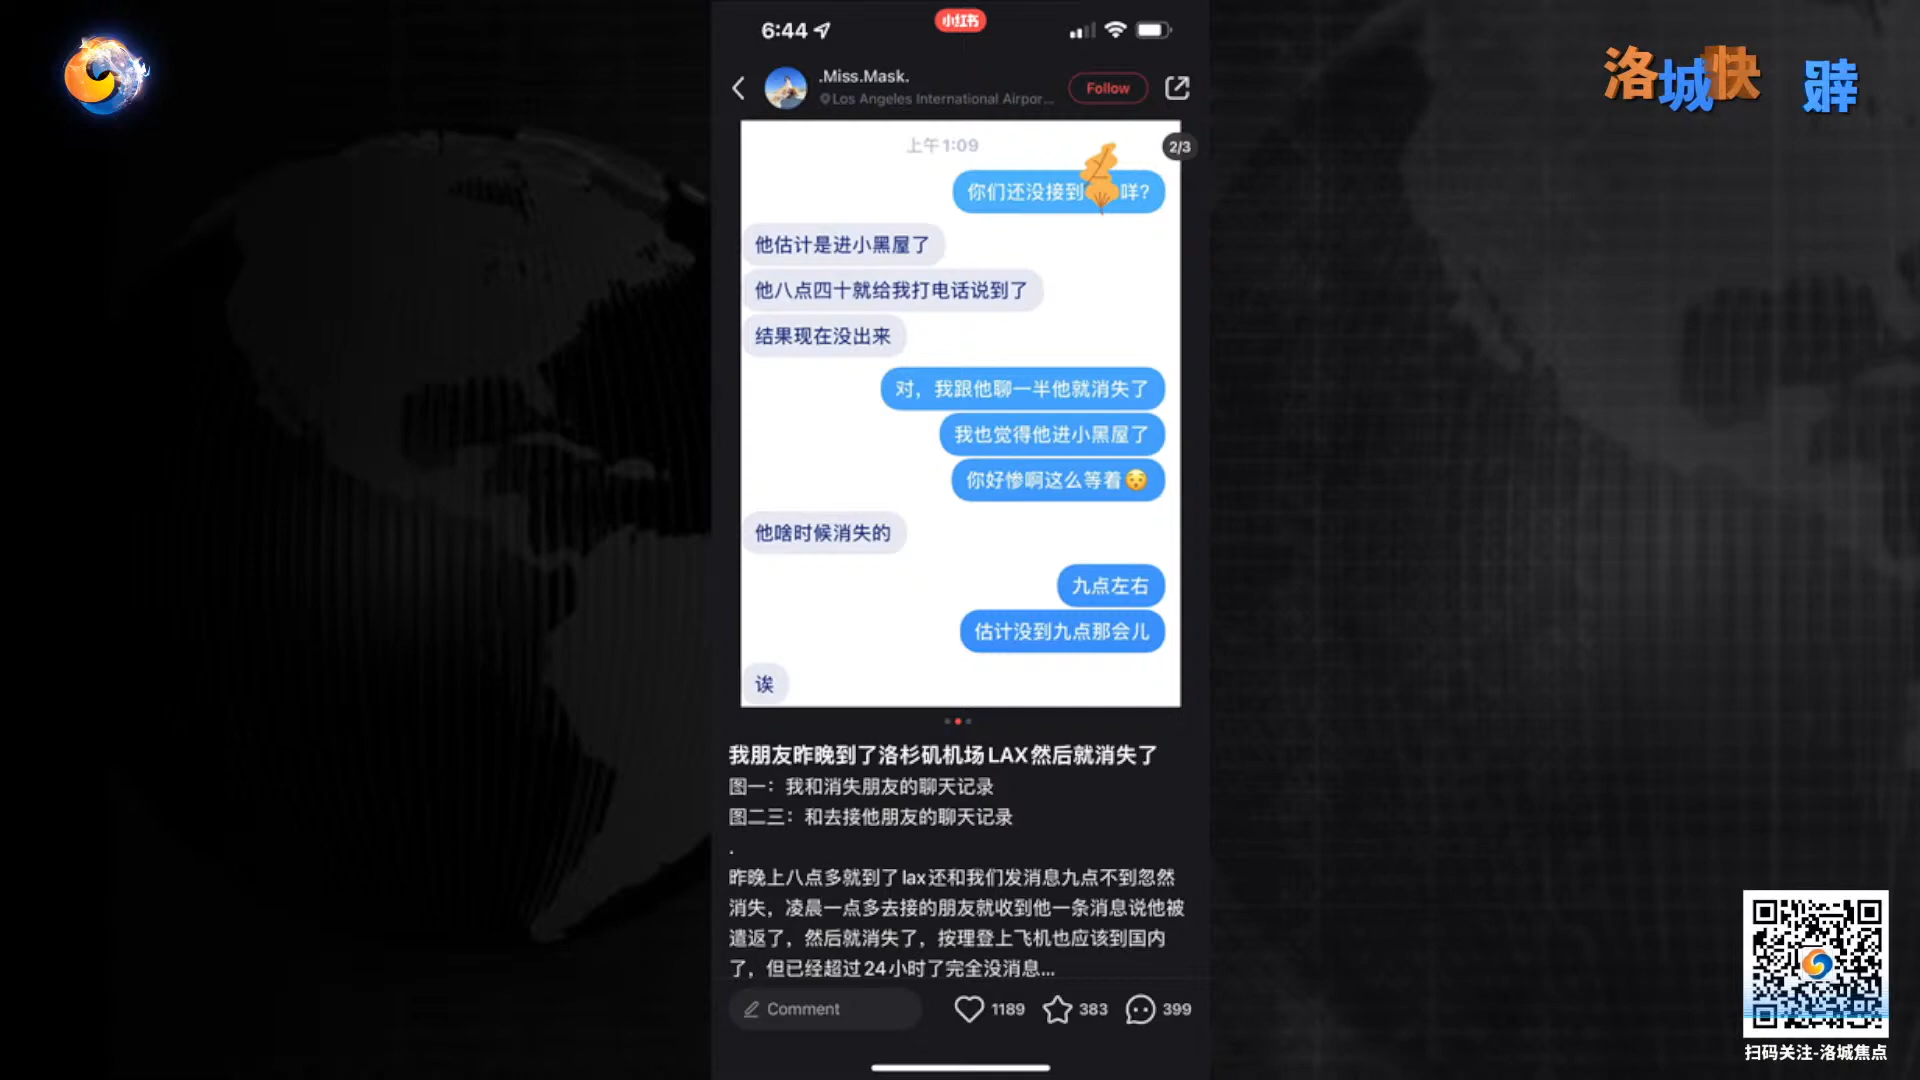 6:44
小红书
洛城快
.Miss.Mask.
Los Angeles International Airpor...
Follow
2/3
上午1:09
你们还没接到 咩?
他估计是进小黑屋了
他八点四十就给我打电话说到了
结果现在没出来
对，我跟他聊一半他就消失了
我也觉得他进小黑屋了
你好惨啊这么等着😧
他啥时候消失的
九点左右
估计没到九点那会儿
诶
我朋友昨晚到了洛杉矶机场LAX然后就消失了
图一：我和消失朋友的聊天记录
图二三：和去接他朋友的聊天记录
.
昨晚上八点多就到了lax还和我们发消息九点不到忽然
消失，凌晨一点多去接的朋友就收到他一条消息说他被
遣返了，然后就消失了，按理登上飞机也应该到国内
了，但已经超过24小时了完全没消息...
Comment
1189
383
399
扫码关注-洛城焦点